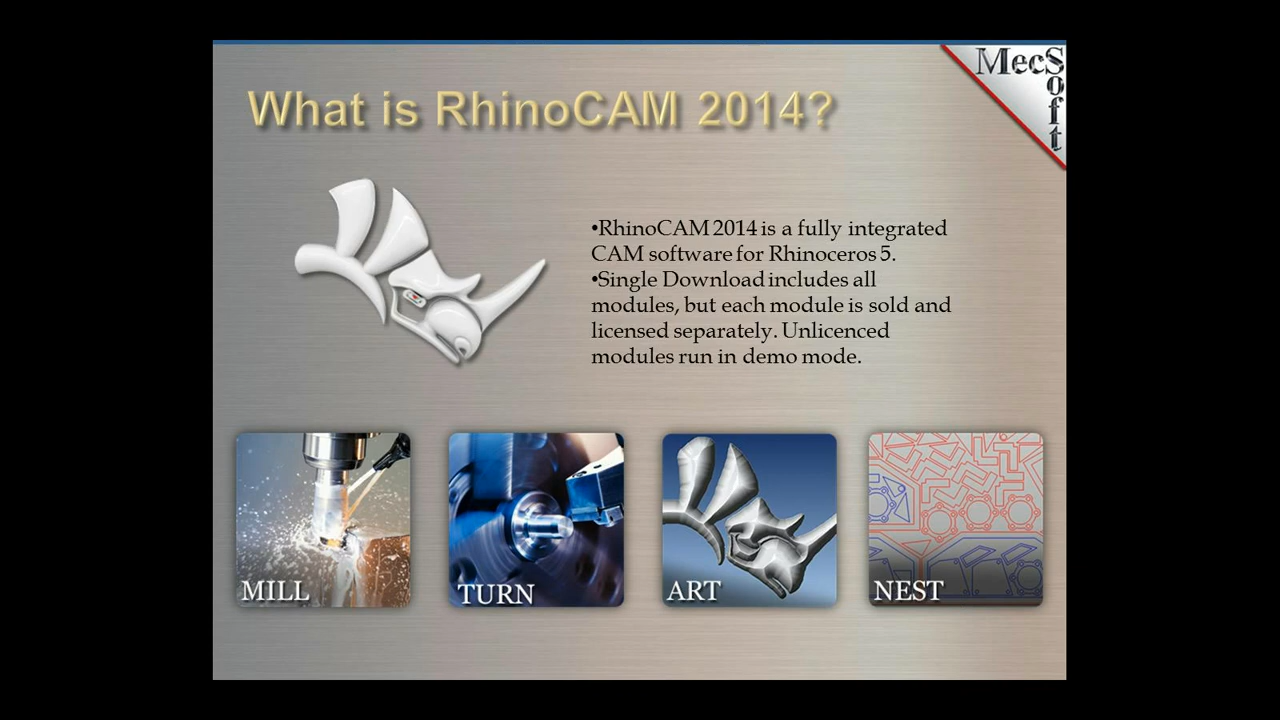 MecSoft
What is RhinoCAM 2014?
•RhinoCAM 2014 is a fully integrated
CAM software for Rhinoceros 5.
•Single Download includes all
modules, but each module is sold and
licensed separately. Unlicenced
modules run in demo mode.
MILL
TURN
ART
NEST